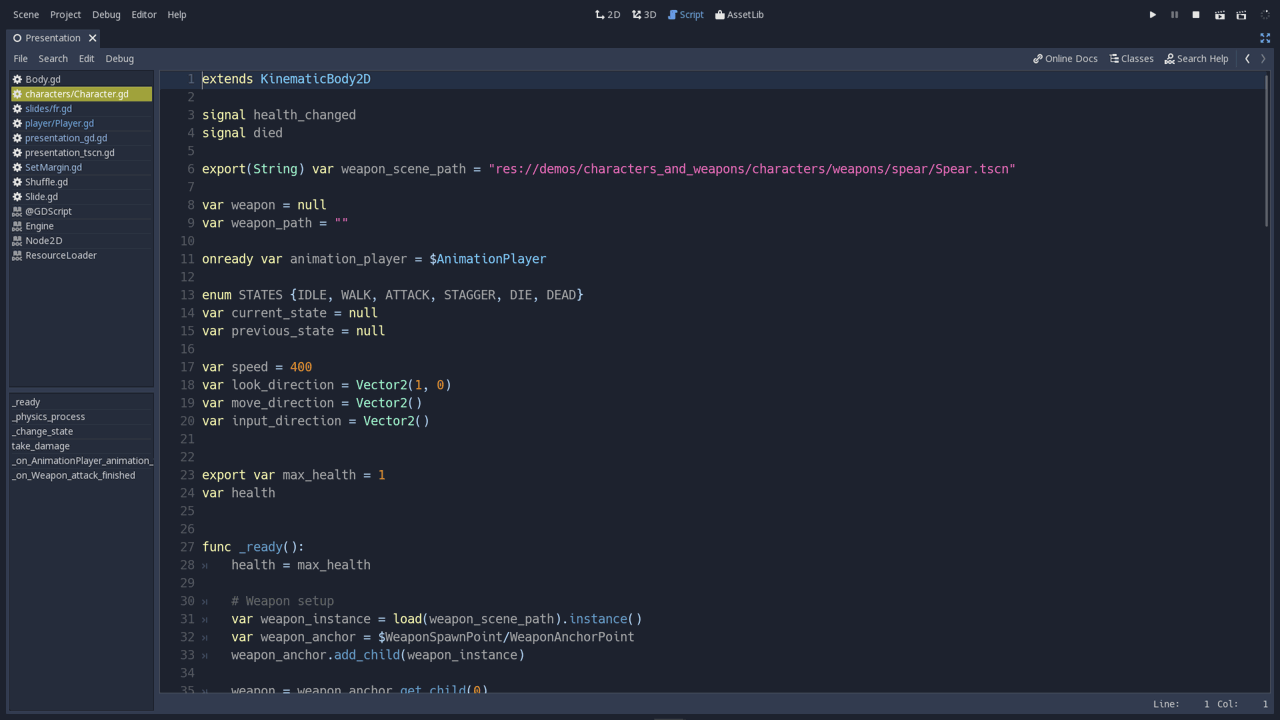 Scene Project Debug Editor Help 2D 3D Script AssetLib
Presentation
File Search Edit Debug Online Docs Classes Search Help
Body.gd
characters/Character.gd
slides/fr.gd
player/Player.gd
presentation_gd.gd
presentation_tscn.gd
SetMargin.gd
Shuffle.gd
Slide.gd
@GDScript
Engine
Node2D
ResourceLoader
_ready
_physics_process
_change_state
take_damage
_on_AnimationPlayer_animation_
_on_Weapon_attack_finished
1 extends KinematicBody2D
2
3 signal health_changed
4 signal died
5
6 export(String) var weapon_scene_path = "res://demos/characters_and_weapons/characters/weapons/spear/Spear.tscn"
7
8 var weapon = null
9 var weapon_path = ""
10
11 onready var animation_player = $AnimationPlayer
12
13 enum STATES {IDLE, WALK, ATTACK, STAGGER, DIE, DEAD}
14 var current_state = null
15 var previous_state = null
16
17 var speed = 400
18 var look_direction = Vector2(1, 0)
19 var move_direction = Vector2()
20 var input_direction = Vector2()
21
22
23 export var max_health = 1
24 var health
25
26
27 func _ready():
28 health = max_health
29
30 # Weapon setup
31 var weapon_instance = load(weapon_scene_path).instance()
32 var weapon_anchor = $WeaponSpawnPoint/WeaponAnchorPoint
33 weapon_anchor.add_child(weapon_instance)
34
35 weapon = weapon_anchor.get_child(0)
Line: 1 Col: 1